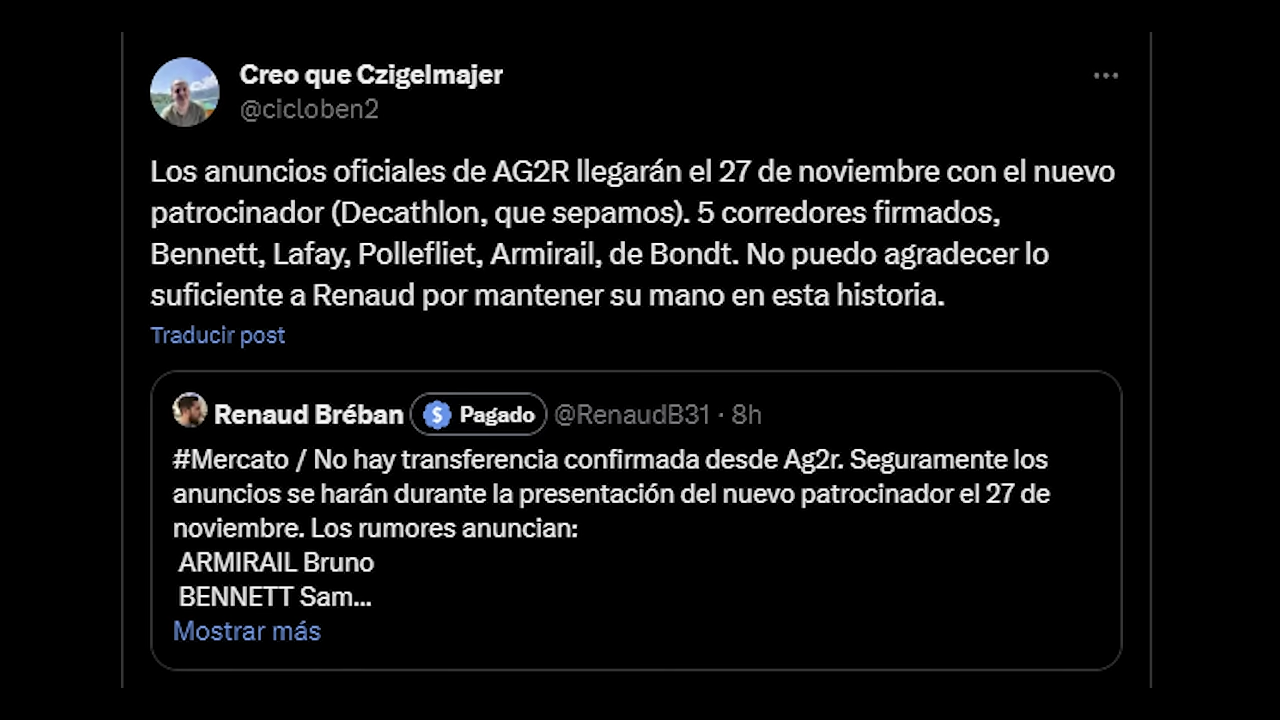 Creo que Czigelmajer
@cicloben2
Los anuncios oficiales de AG2R llegarán el 27 de noviembre con el nuevo
patrocinador (Decathlon, que sepamos). 5 corredores firmados,
Bennett, Lafay, Pollefliet, Armirail, de Bondt. No puedo agradecer lo
suficiente a Renaud por mantener su mano en esta historia.
Traducir post
Renaud Bréban $ Pagado @RenaudB31 · 8h
#Mercato / No hay transferencia confirmada desde Ag2r. Seguramente los
anuncios se harán durante la presentación del nuevo patrocinador el 27 de
noviembre. Los rumores anuncian:
ARMIRAIL Bruno
BENNETT Sam...
Mostrar más